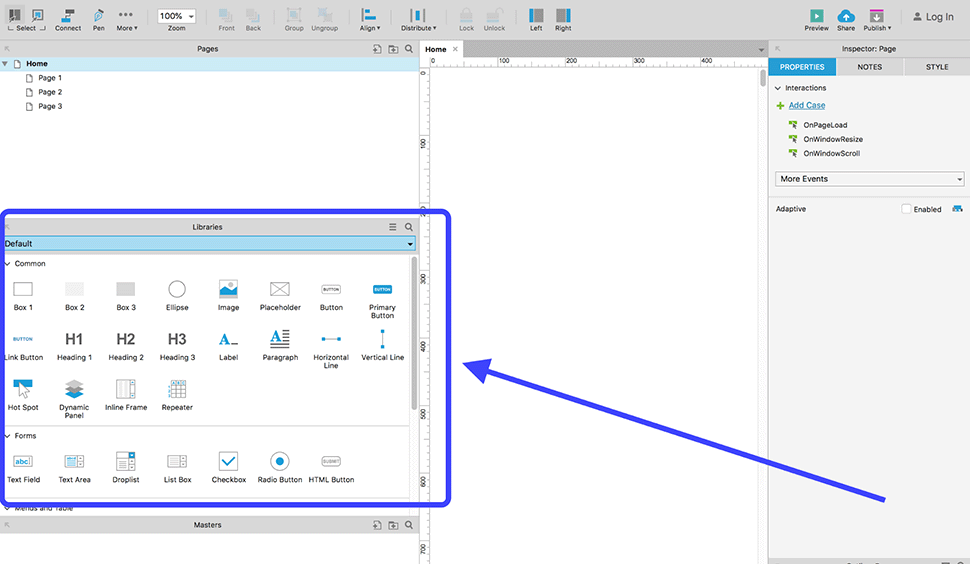 Select
Connect
Pen
More
100%
Zoom
Front
Back
Group
Ungroup
Align
Distribute
Lock
Unlock
Left
Right
Preview
Share
Publish
Log In
Pages
Home
Page 1
Page 2
Page 3
Home
0 100 200 300 400 500
0
100
200
300
400
500
600
700
Libraries
Default
Common
Box 1 Box 2 Box 3 Ellipse Image Placeholder
BUTTON
Button
BUTTON
Primary
Button
BUTTON
Link Button
H1
Heading 1
H2
Heading 2
H3
Heading 3
A
Label
A
Paragraph
Horizontal
Line
Vertical Line
Hot Spot
Dynamic
Panel
Inline Frame
Repeater
Forms
abc
Text Field
Text Area
Droplist
List Box
Checkbox
Radio Button
SUBMIT
HTML Button
Menus and Table
Masters
Inspector: Page
PROPERTIES NOTES STYLE
Interactions
Add Case
OnPageLoad
OnWindowResize
OnWindowScroll
More Events
Adaptive
Enabled